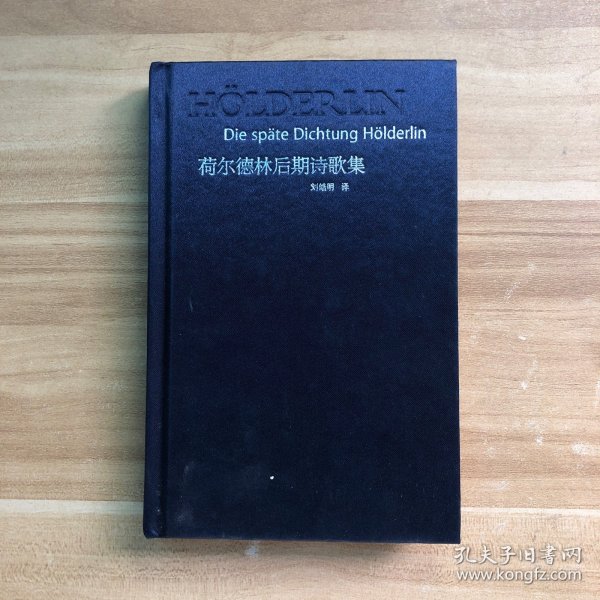 HÖLDERLIN
Die späte Dichtung Hölderlin
荷尔德林后期诗歌集
刘皓明 译
孔夫子旧书网
www.kongfz.com